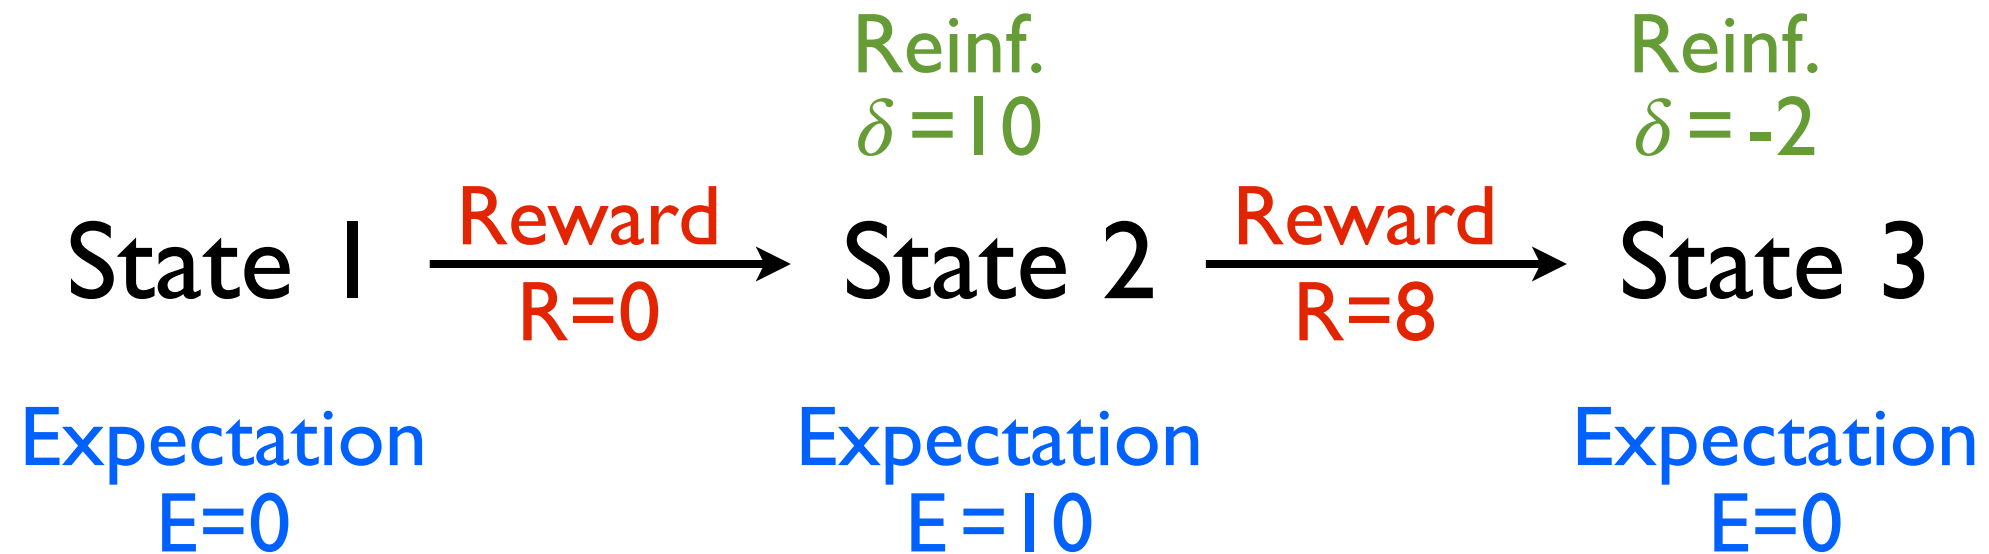 Reinf.
δ=10
Reinf.
δ= -2
State 1
Reward
R=0
State 2
Reward
R=8
State 3
Expectation
E=0
Expectation
E=10
Expectation
E=0